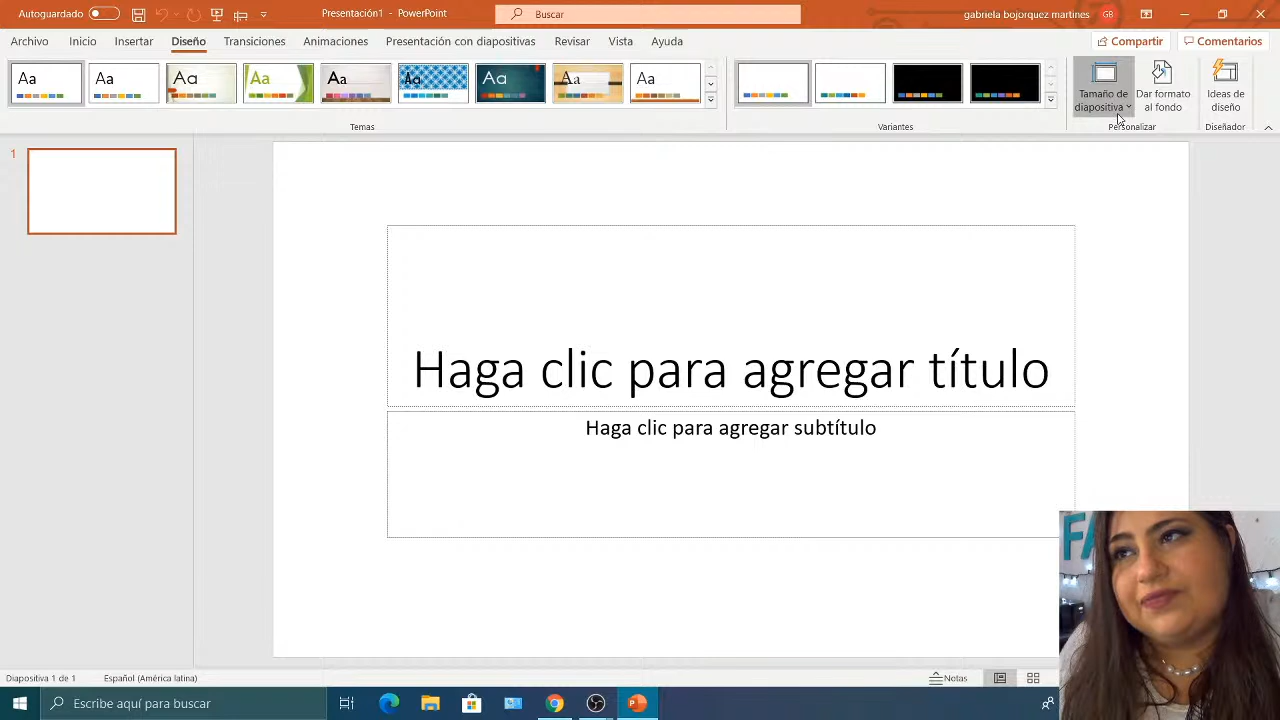 Autoguardado
Presentación1 - PowerPoint
Buscar
gabriela bojorquez martines
GB
Archivo
Inicio
Insertar
Diseño
Transiciones
Animaciones
Presentación con diapositivas
Revisar
Vista
Ayuda
Compartir
Comentarios
Aa
Aa
Aa
Aa
Aa
Aa
Aa
Aa
Aa
Tamaño de
diapositiva
Dar formato
al fondo
Ideas de
diseño
Temas
Variantes
Personalizar
Diseñador
1
Haga clic para agregar título
Haga clic para agregar subtítulo
FA
Diapositiva 1 de 1
Español (América latina)
Notas
Escribe aquí para buscar